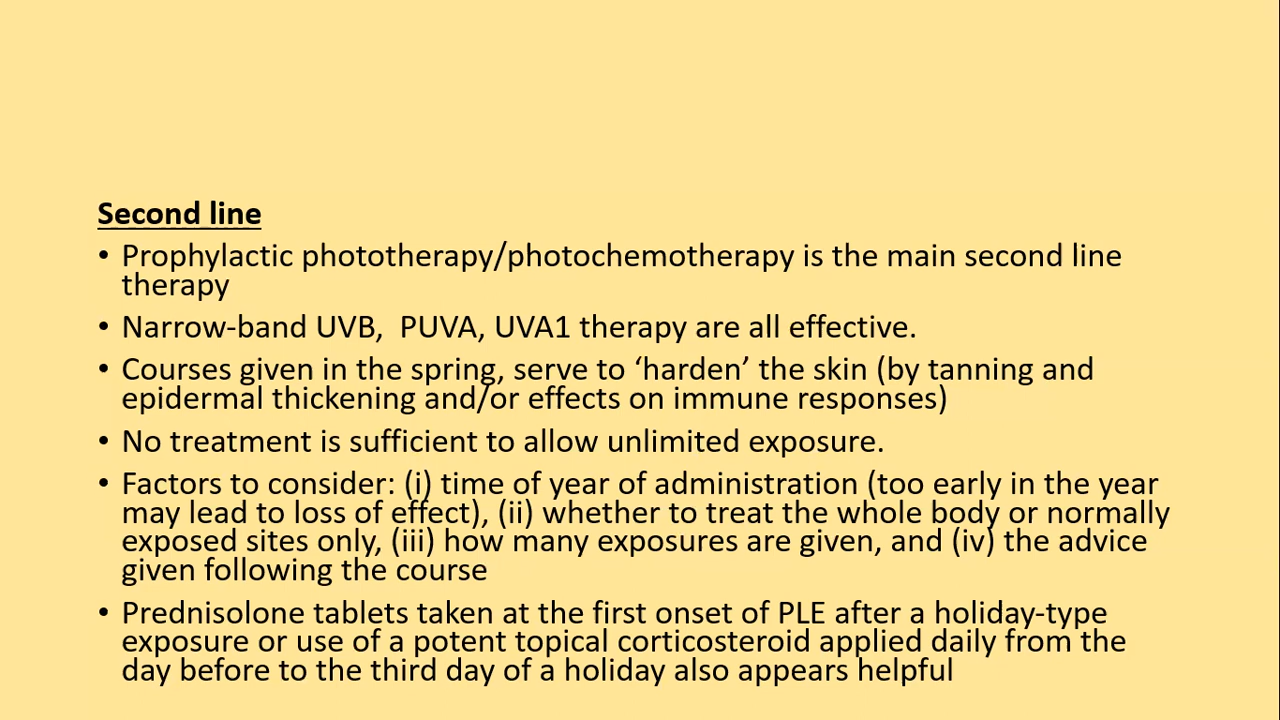 Second line
• Prophylactic phototherapy/photochemotherapy is the main second line
therapy
• Narrow-band UVB,  PUVA, UVA1 therapy are all effective.
• Courses given in the spring, serve to ‘harden’ the skin (by tanning and
epidermal thickening and/or effects on immune responses)
• No treatment is sufficient to allow unlimited exposure.
• Factors to consider: (i) time of year of administration (too early in the year
may lead to loss of effect), (ii) whether to treat the whole body or normally
exposed sites only, (iii) how many exposures are given, and (iv) the advice
given following the course
• Prednisolone tablets taken at the first onset of PLE after a holiday-type
exposure or use of a potent topical corticosteroid applied daily from the
day before to the third day of a holiday also appears helpful